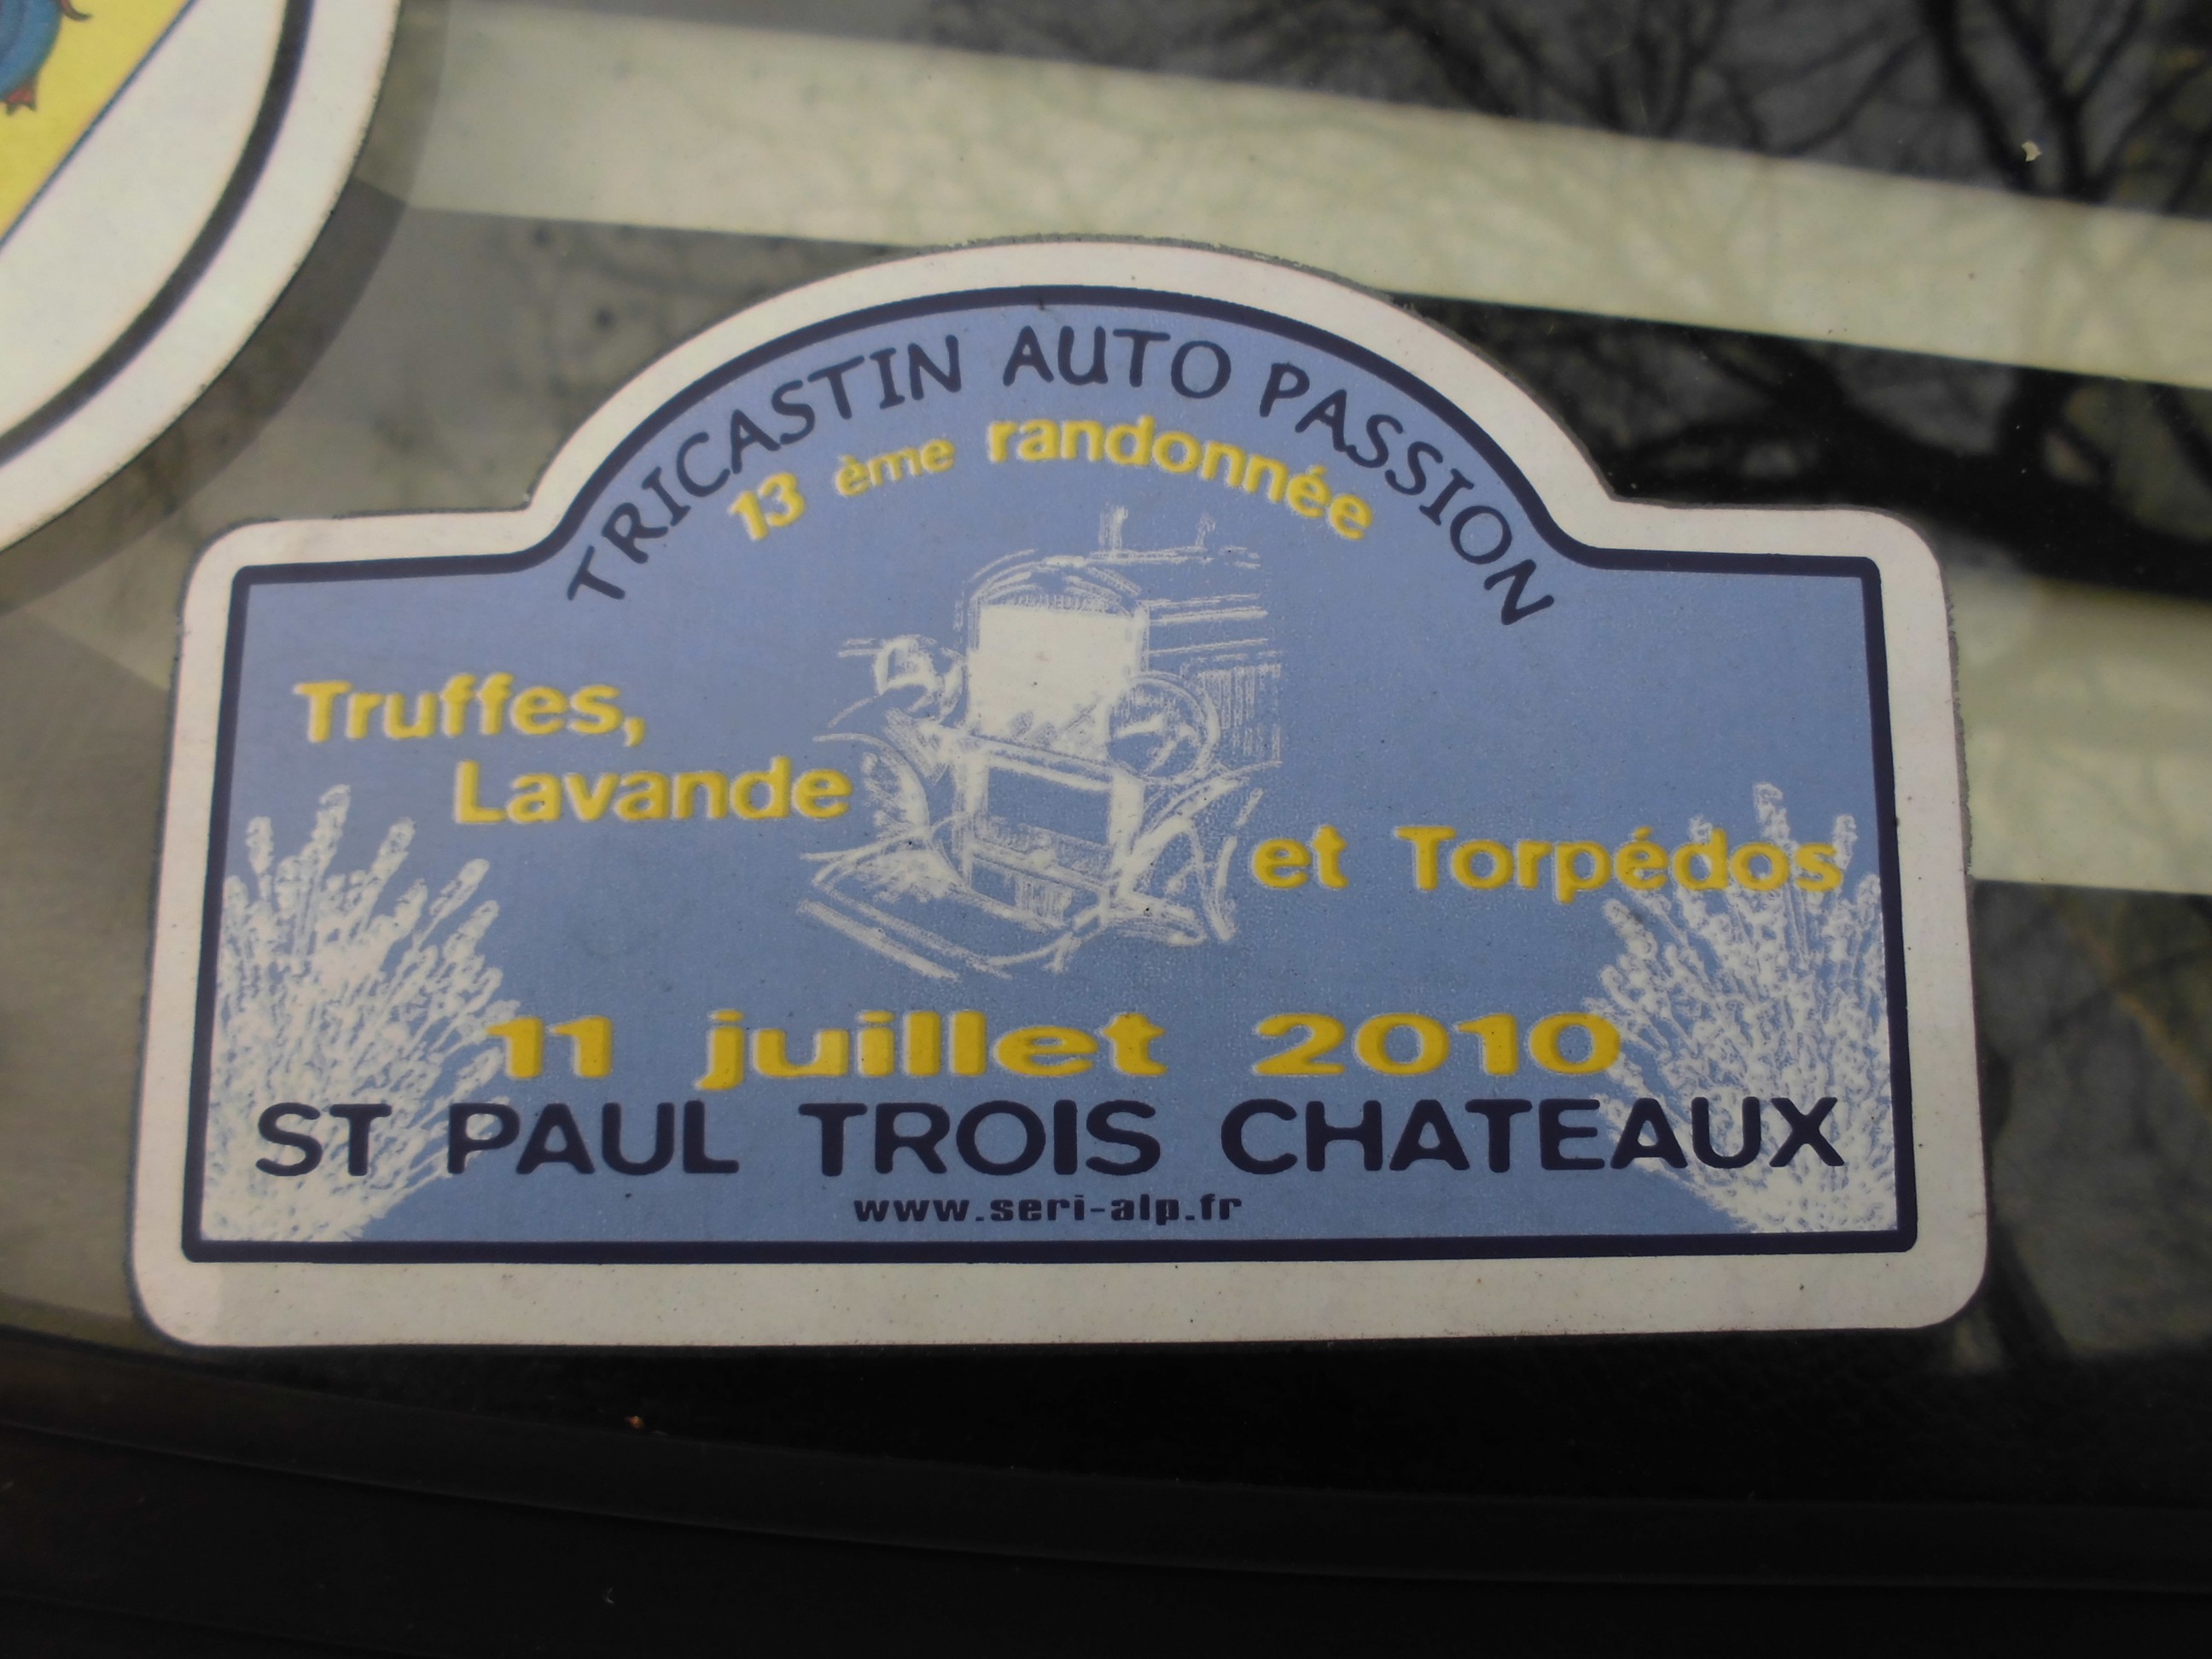 TRICASTIN AUTO PASSION
13 ème randonnée
Truffes,
Lavande
et Torpédos
11 juillet 2010
ST PAUL TROIS CHATEAUX
www.seri-alp.fr